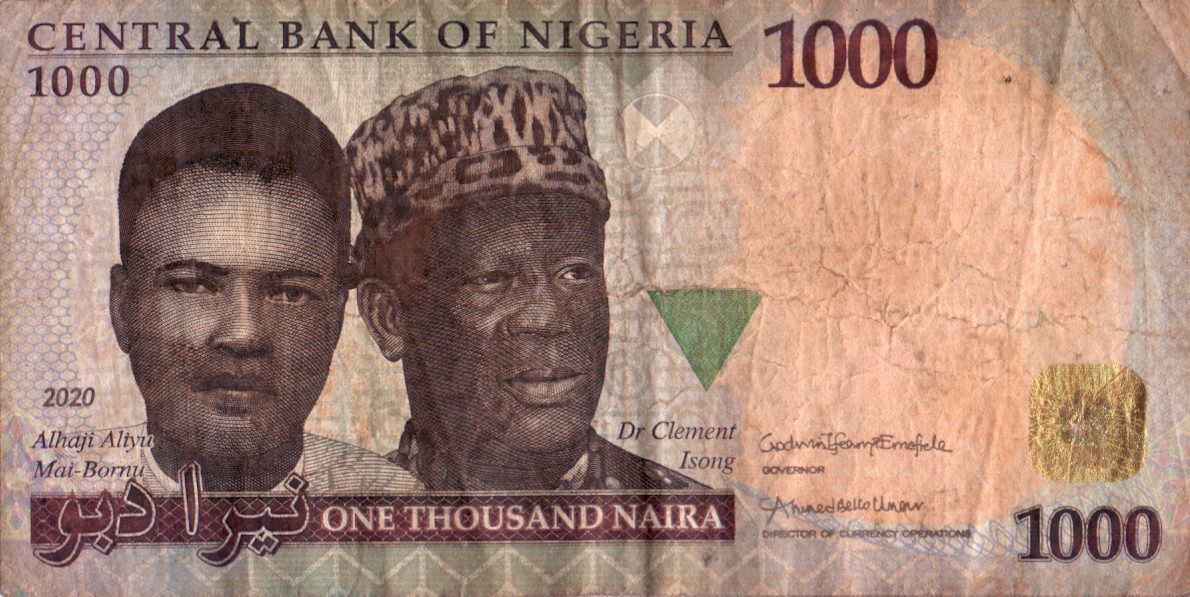 CENTRAL BANK OF NIGERIA
1000
1000
2020
Alhaji Aliyu
Mai-Bornu
Dr Clement
Isong
Godwin Ifeanyi Emefiele
GOVERNOR
Ahmed Bello Umar
DIRECTOR OF CURRENCY OPERATIONS
نيرا دبو
ONE THOUSAND NAIRA
1000